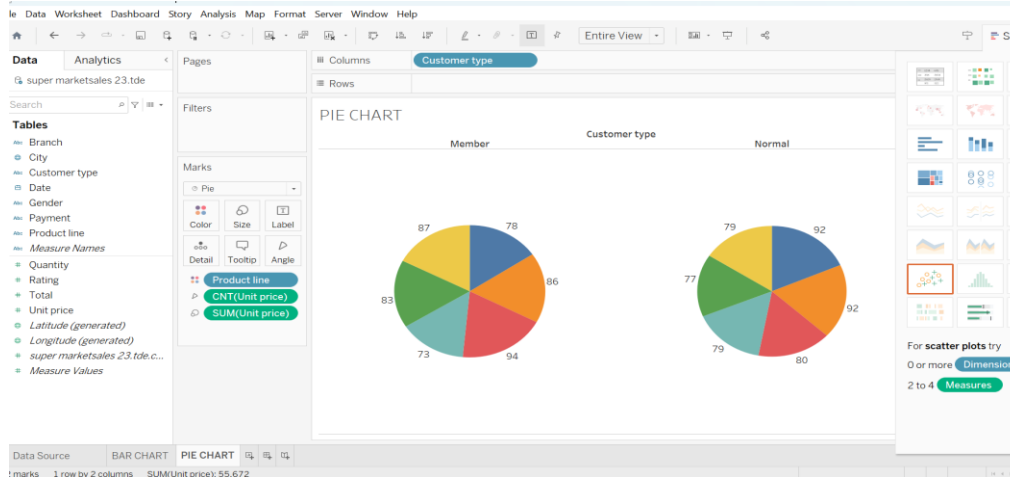 le Data Worksheet Dashboard Story Analysis Map Format Server Window Help
Entire View
S
Data Analytics
super marketsales 23.tde
Search
Tables
Abc Branch
City
Abc Customer type
Date
Abc Gender
Abc Payment
Abc Product line
Abc Measure Names
# Quantity
# Rating
# Total
# Unit price
Latitude (generated)
Longitude (generated)
# super marketsales 23.tde.c...
# Measure Values
Pages
Filters
Marks
Pie
Color Size Label
Detail Tooltip Angle
Product line
CNT(Unit price)
SUM(Unit price)
Columns Customer type
Rows
PIE CHART
Customer type
Member Normal
87 78 79 92
86 77
83 92
73 94 79 80
For scatter plots try
0 or more Dimension
2 to 4 Measures
Data Source BAR CHART PIE CHART
marks 1 row by 2 columns SUM(Unit price): 55,672